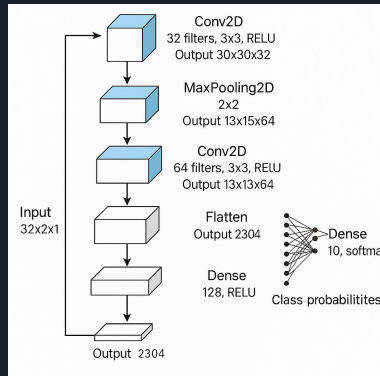 Conv2D
32 filters, 3x3, RELU
Output 30x30x32
MaxPooling2D
2x2
Output 13x15x64
Conv2D
64 filters, 3x3, RELU
Output 13x13x64
Input
32x2x1
Flatten
Output 2304
Dense
10, softma
Dense
128, RELU
Class probabilitites
Output 2304